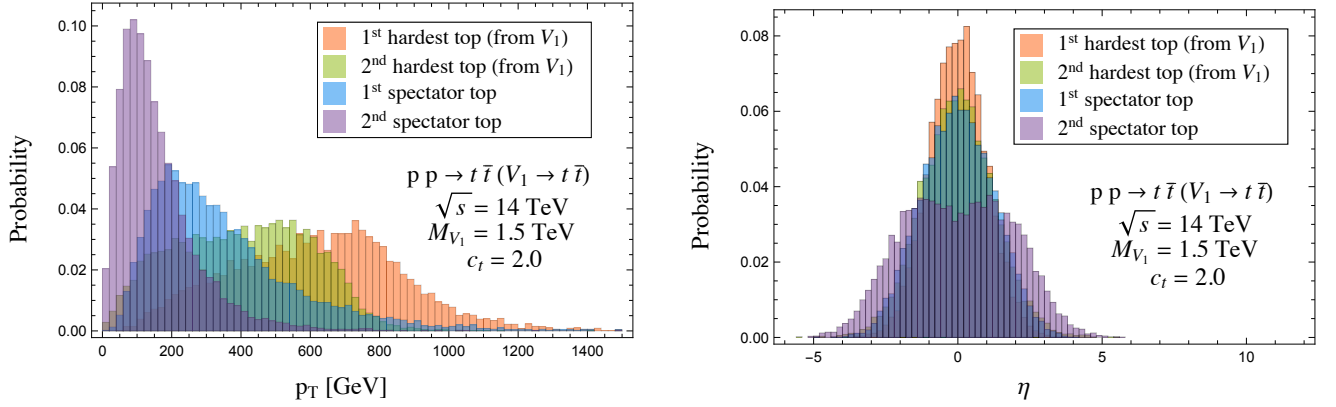 0.10
0.08
0.06
0.04
0.02
0.00
Probability
1st hardest top (from V1)
2nd hardest top (from V1)
1st spectator top
2nd spectator top
p p → t t̄ (V1 → t t̄)
√s = 14 TeV
MV1 = 1.5 TeV
ct = 2.0
0 200 400 600 800 1000 1200 1400
pT [GeV]
0.08
0.06
0.04
0.02
0.00
Probability
1st hardest top (from V1)
2nd hardest top (from V1)
1st spectator top
2nd spectator top
p p → t t̄ (V1 → t t̄)
√s = 14 TeV
MV1 = 1.5 TeV
ct = 2.0
-5 0 5 10
η